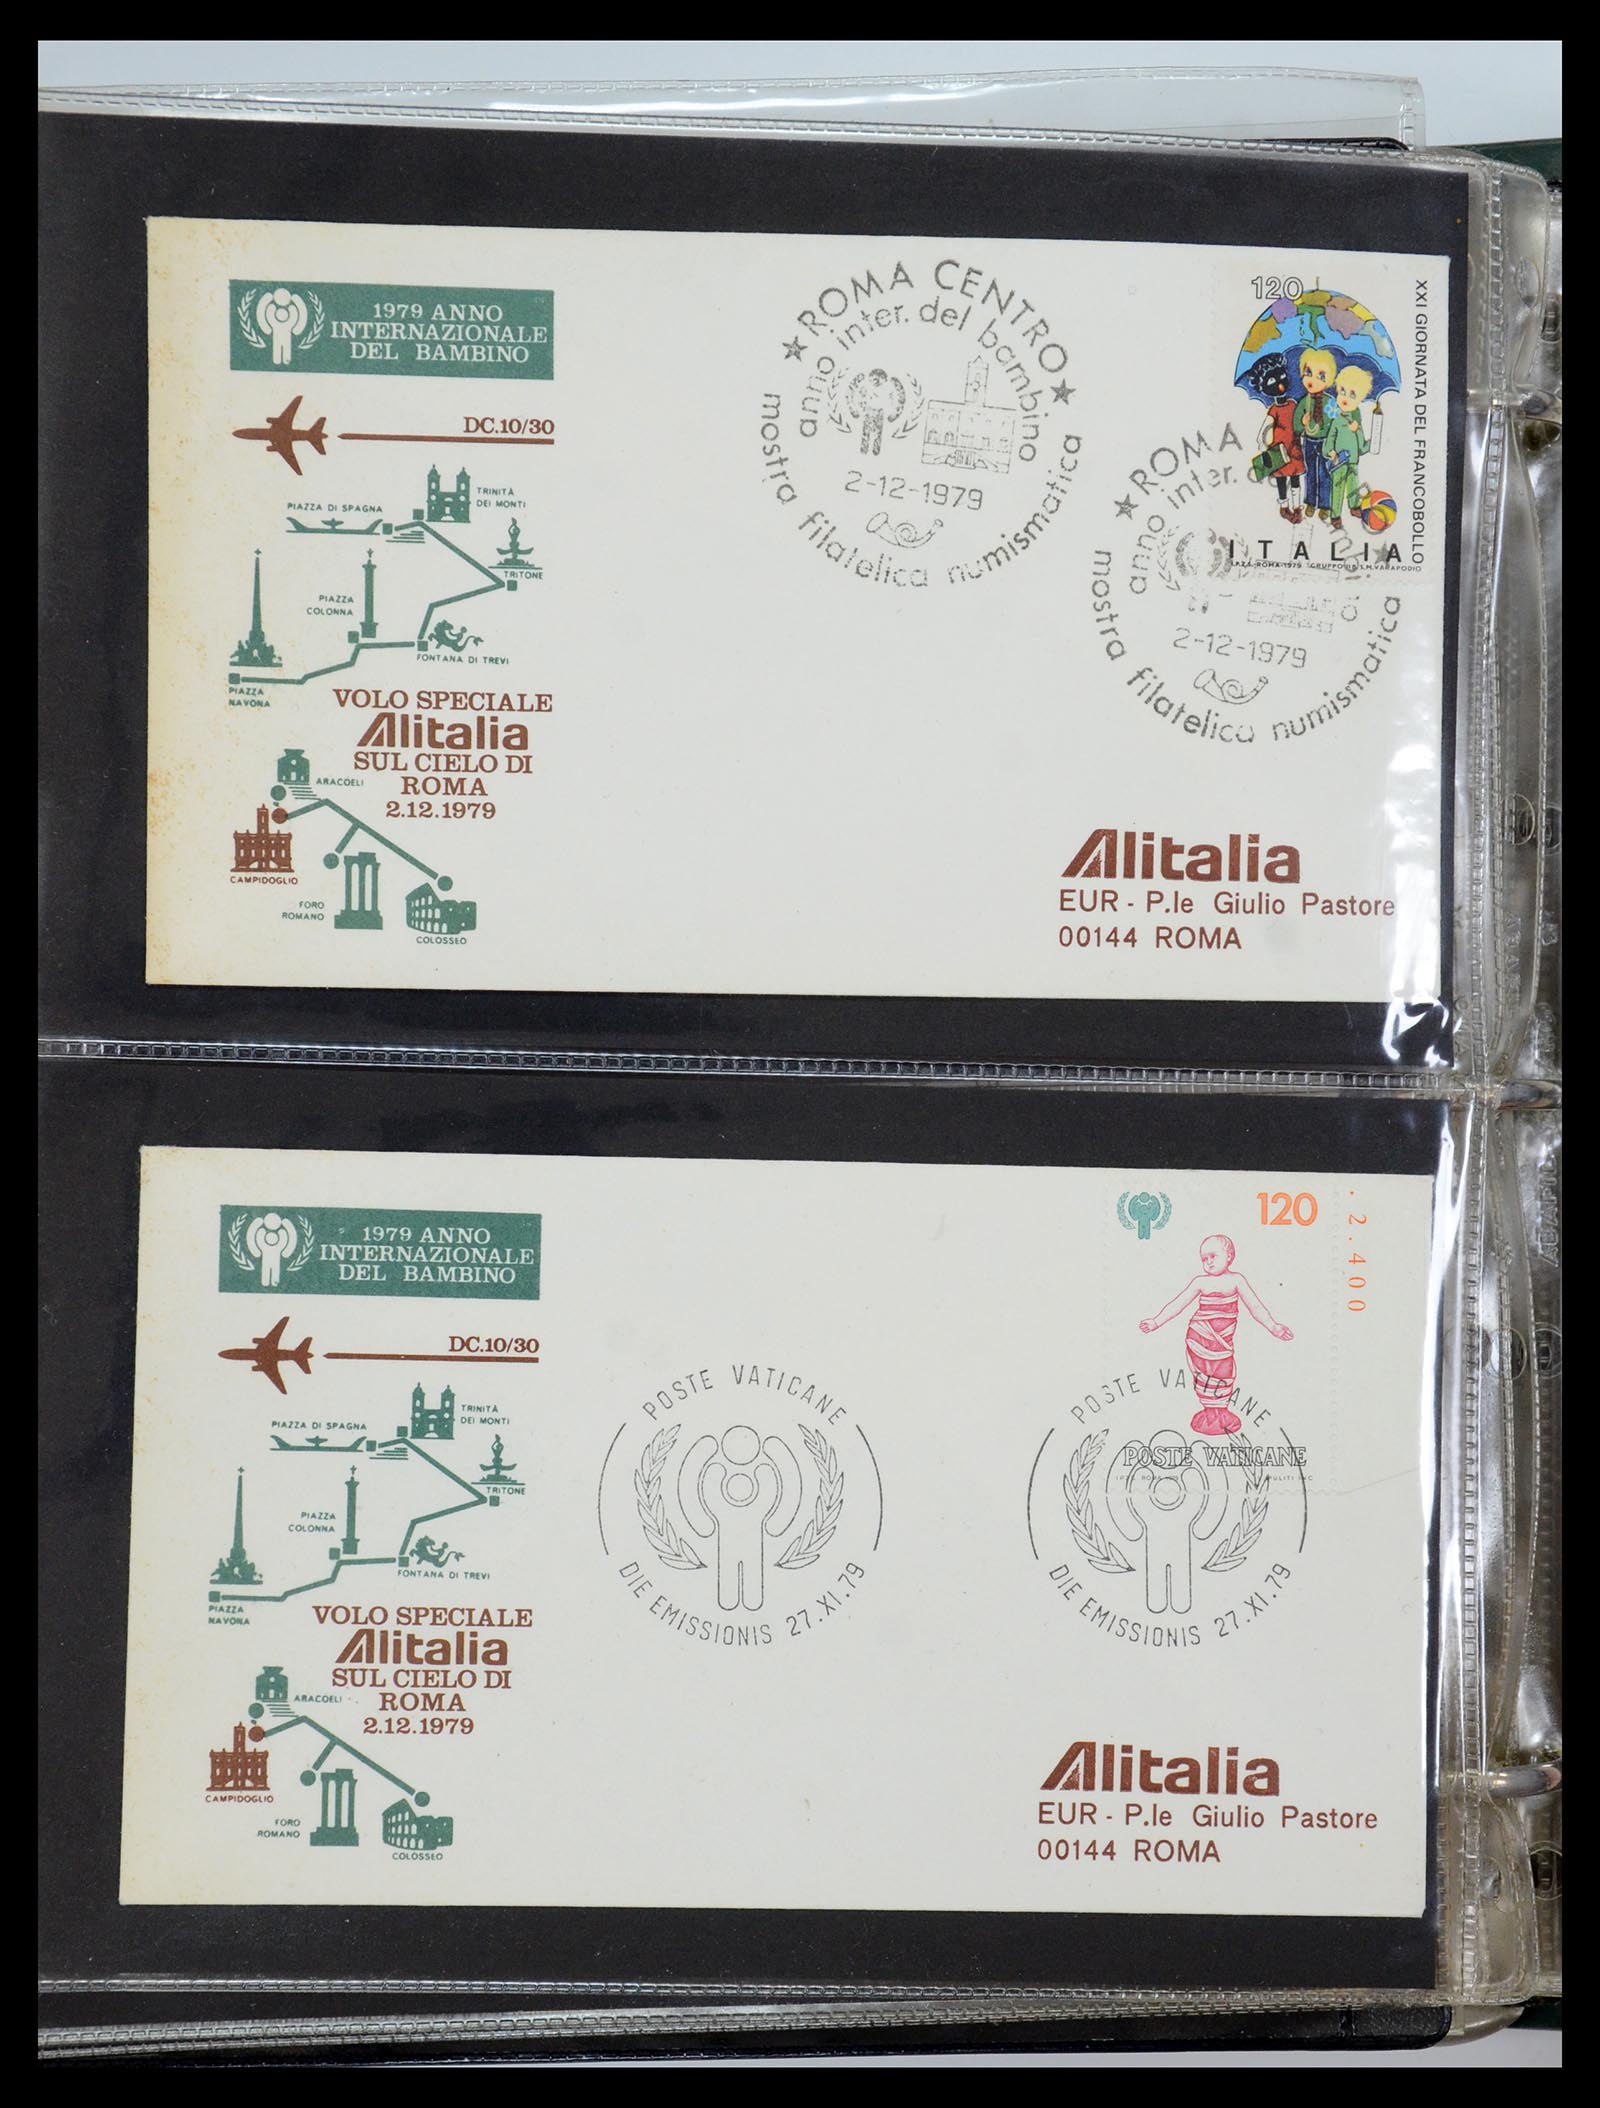 1979 ANNO
INTERNAZIONALE
DEL BAMBINO
DC.10/30
TRINITÀ
DEI MONTI
PIAZZA DI SPAGNA
TRITONE
PIAZZA
COLONNA
FONTANA DI TREVI
PIAZZA
NAVONA
VOLO SPECIALE
Alitalia
SUL CIELO DI
ROMA
2.12.1979
ARACOELI
CAMPIDOGLIO
FORO
ROMANO
COLOSSEO
ROMA CENTRO
anno inter. del bambino
2-12-1979
mostra filatelica numismatica
120
XXI GIORNATA DEL FRANCOBOLLO
ITALIA
I.P.Z.S.-ROMA-1979
ROMA
anno inter.
2-12-1979
mostra filatelica numismatica
Alitalia
EUR - P.le Giulio Pastore
00144 ROMA
1979 ANNO
INTERNAZIONALE
DEL BAMBINO
DC.10/30
TRINITÀ
DEI MONTI
PIAZZA DI SPAGNA
TRITONE
PIAZZA
COLONNA
FONTANA DI TREVI
PIAZZA
NAVONA
VOLO SPECIALE
Alitalia
SUL CIELO DI
ROMA
2.12.1979
ARACOELI
CAMPIDOGLIO
FORO
ROMANO
COLOSSEO
POSTE VATICANE
DIE EMISSIONIS 27.XI.79
120
.2.400
POSTE VATICANE
POSTE VATICANE
DIE EMISSIONIS 27.XI.79
Alitalia
EUR - P.le Giulio Pastore
00144 ROMA